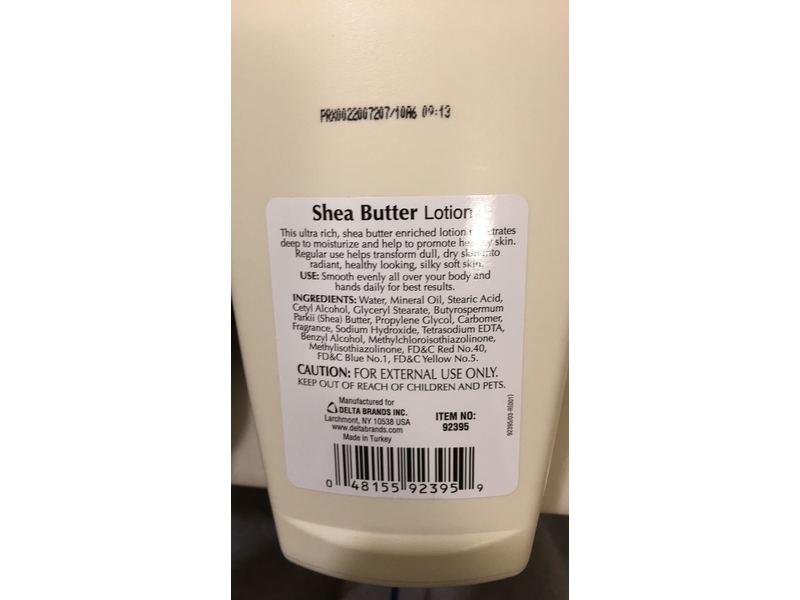 09:13
Shea Butter Lotion
This ultra rich, shea butter enriched lotion
deep to moisturize and help to promote skin.
Regular use helps transform dull, dry skin into
radiant, healthy looking, silky soft skin.
USE: Smooth evenly all over your body and
hands daily for best results.
INGREDIENTS: Water, Mineral Oil, Stearic Acid,
Cetyl Alcohol, Glyceryl Stearate, Butyrospermum
Parkii (Shea) Butter, Propylene Glycol, Carbomer,
Fragrance, Sodium Hydroxide, Tetrasodium EDTA,
Benzyl Alcohol, Methylchloroisothiazolinone,
Methylisothiazolinone, FD&C Red No.40,
FD&C Blue No.1, FD&C Yellow No.5.
CAUTION: FOR EXTERNAL USE ONLY.
KEEP OUT OF REACH OF CHILDREN AND PETS.
Manufactured for
DELTA BRANDS INC.
Larchmont, NY 10538 USA
www.deltabrands.com
Made in Turkey
ITEM NO:
92395
92395/03-R(001)
0 48155 92395 9